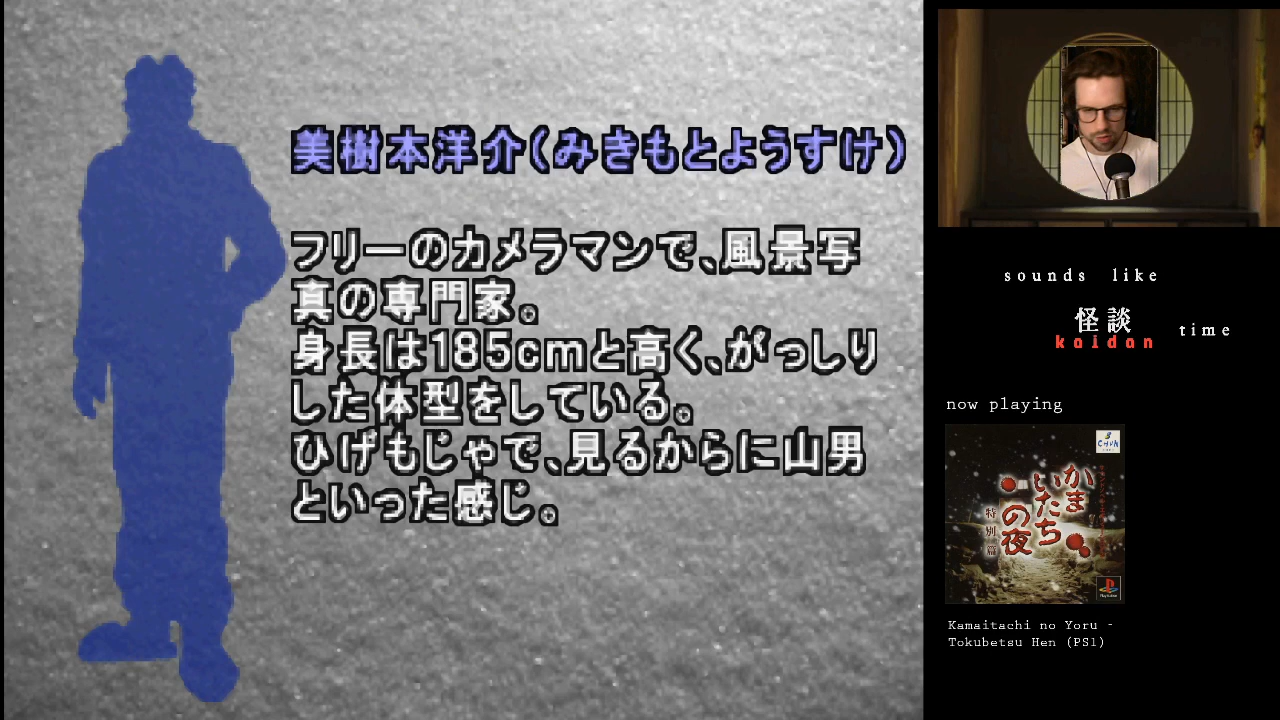 美樹本洋介(みきもとようすけ)
フリーのカメラマンで、風景写
真の専門家。
身長は185cmと高く、がっしり
した体型をしている。
ひげもじゃで、見るからに山男
といった感じ。
sounds like
怪談
kaidan
time
now playing
CHUN
かま
いたち
の夜
特別篇
PlayStation
Kamaitachi no Yoru -
Tokubetsu Hen (PS1)